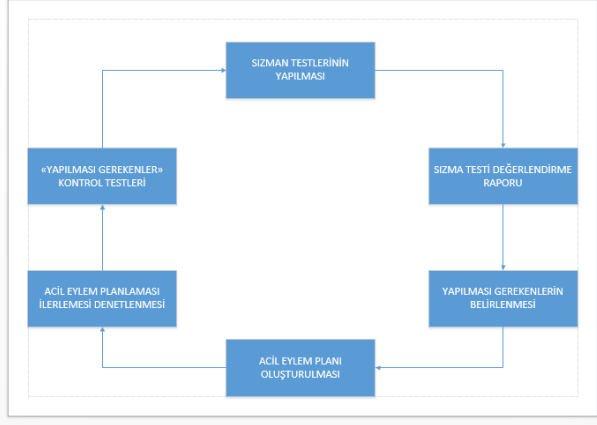 SIZMAN TESTLERİNİN
YAPILMASI
SIZMA TESTİ DEĞERLENDİRME
RAPORU
YAPILMASI GEREKENLERİN
BELİRLENMESİ
ACİL EYLEM PLANI
OLUŞTURULMASI
ACİL EYLEM PLANLAMASI
İLERLEMESİ DENETLENMESİ
«YAPILMASI GEREKENLER»
KONTROL TESTLERİ